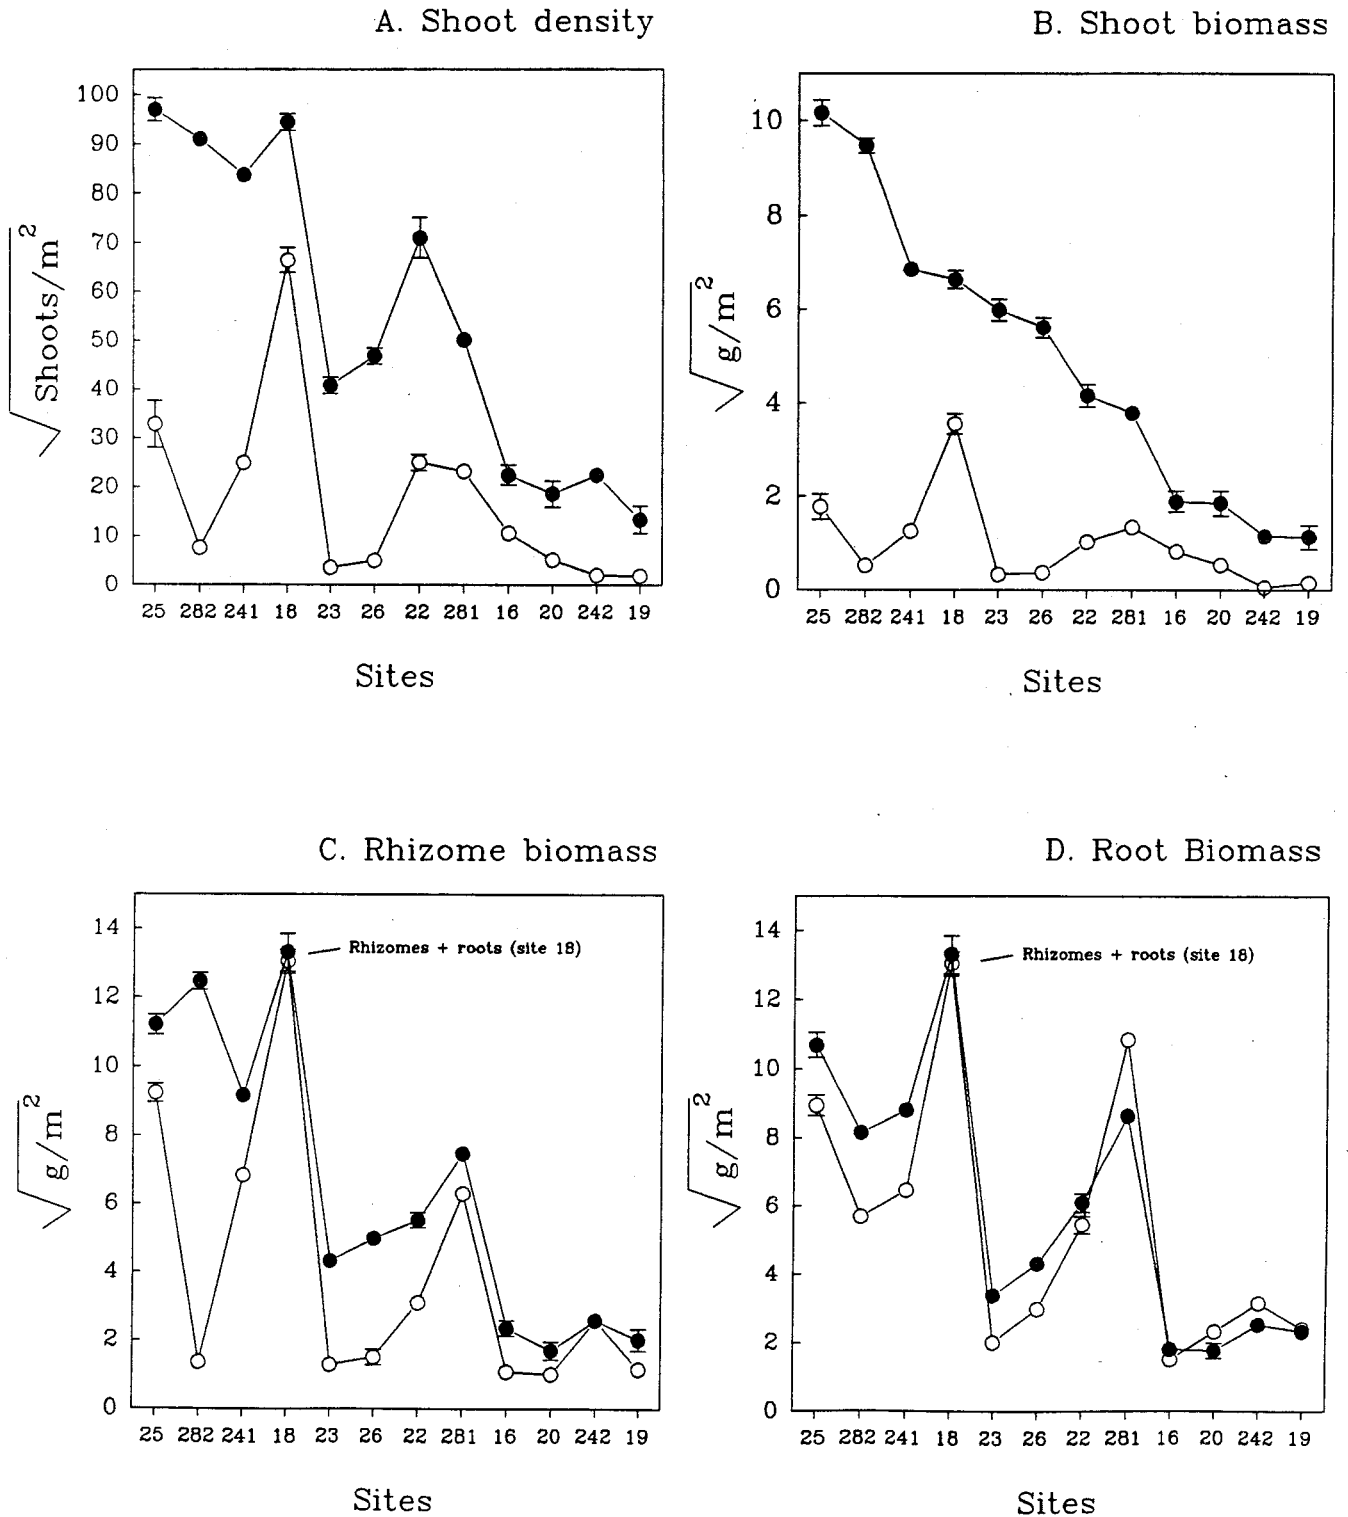 A. Shoot density
100
90
80
70
60
50
40
30
20
10
0
√Shoots/m²
25 282 241 18 23 26 22 281 16 20 242 19
Sites
B. Shoot biomass
10
8
6
4
2
0
√g/m²
25 282 241 18 23 26 22 281 16 20 242 19
Sites
C. Rhizome biomass
14
12
10
8
6
4
2
0
√g/m²
Rhizomes + roots (site 18)
25 282 241 18 23 26 22 281 16 20 242 19
Sites
D. Root Biomass
14
12
10
8
6
4
2
0
√g/m²
Rhizomes + roots (site 18)
25 282 241 18 23 26 22 281 16 20 242 19
Sites